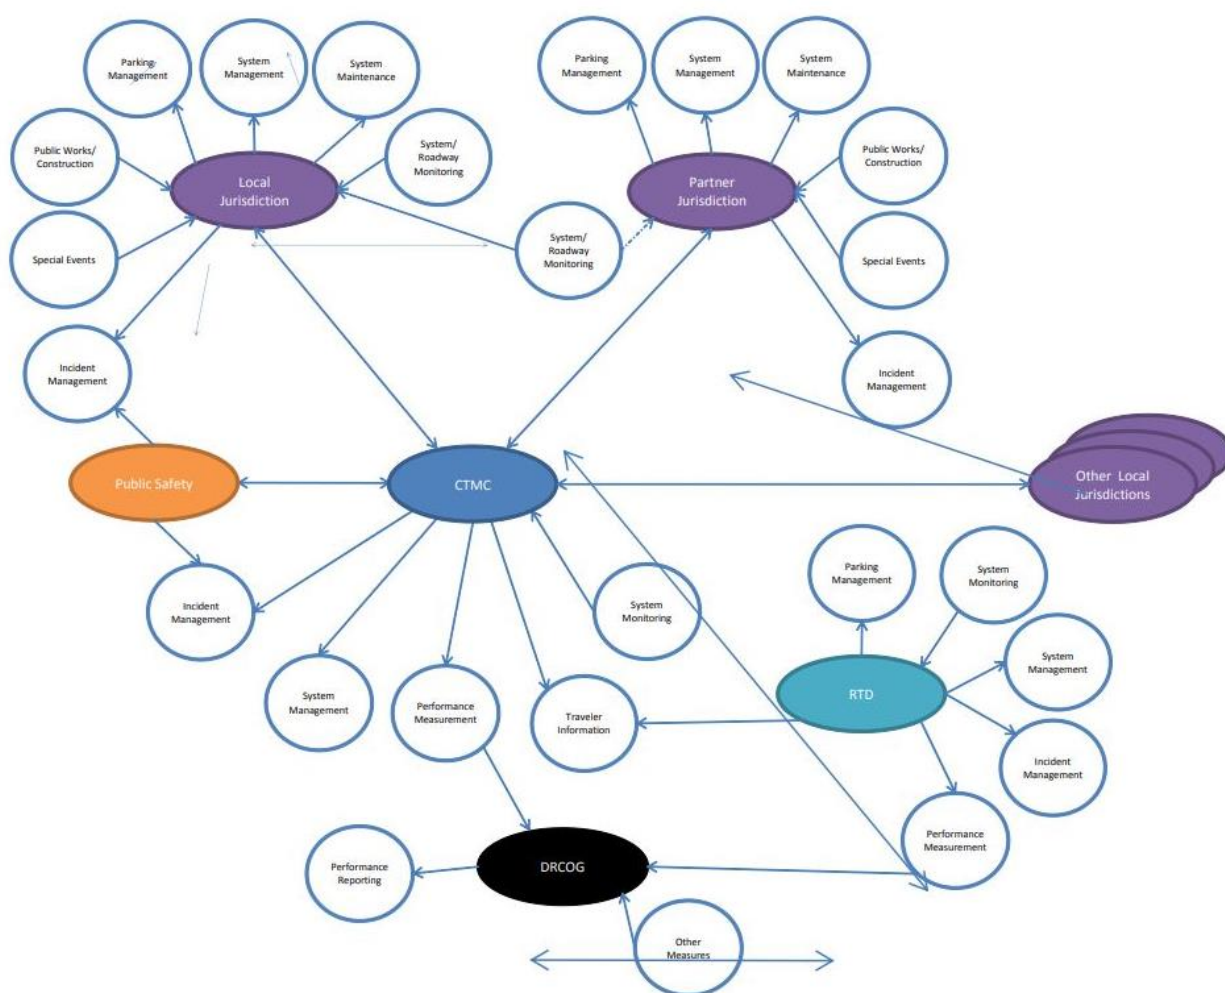 Parking
Management
System
Management
System
Maintenance
Parking
Management
System
Management
System
Maintenance
Public Works/
Construction
Local
Jurisdiction
System/
Roadway
Monitoring
Partner
Jurisdiction
Public Works/
Construction
Special Events
System/
Roadway
Monitoring
Special Events
Incident
Management
Incident
Management
Public Safety
CTMC
Other Local
Jurisdictions
Parking
Management
System
Monitoring
Incident
Management
System
Monitoring
System
Management
System
Management
Performance
Measurement
Traveler
Information
RTD
Incident
Management
Performance
Measurement
Performance
Reporting
DRCOG
Other
Measures